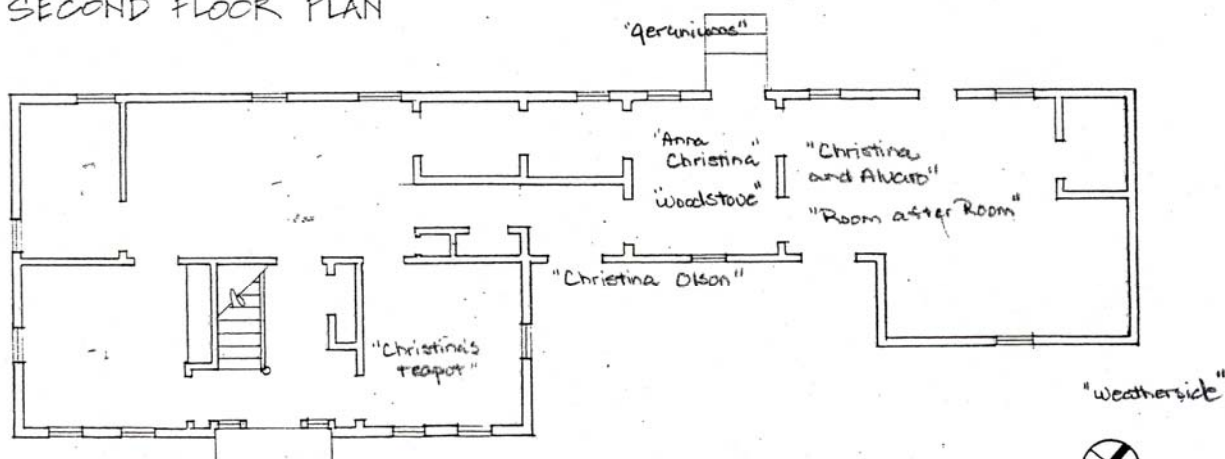 SECOND FLOOR PLAN
"Geraniums"
"Anna
Christina"
"Woodstove"
"Christina
and Alvaro"
"Room after Room"
"Christina Olson"
"Christina's
teapot"
"Weatherside"